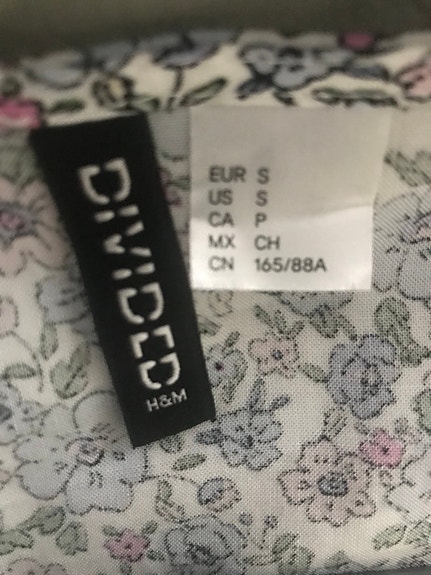 DIVIDED
H&M
EUR S
US S
CA P
MX CH
CN 165/88A